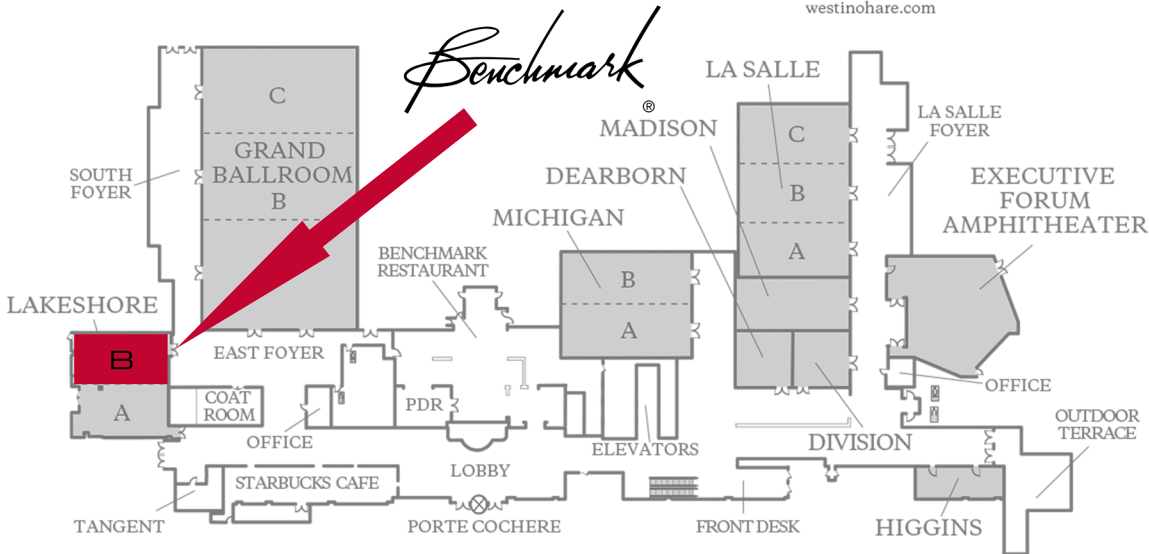 westinohare.com
Benchmark
®
LA SALLE
C
B
A
MADISON
DEARBORN
MICHIGAN
B
A
LA SALLE
FOYER
EXECUTIVE
FORUM
AMPHITHEATER
C
GRAND
BALLROOM
B
SOUTH
FOYER
BENCHMARK
RESTAURANT
LAKESHORE
B
A
EAST FOYER
COAT
ROOM
OFFICE
PDR
LOBBY
ELEVATORS
DIVISION
OFFICE
OUTDOOR
TERRACE
STARBUCKS CAFE
TANGENT
PORTE COCHERE
FRONT DESK
HIGGINS